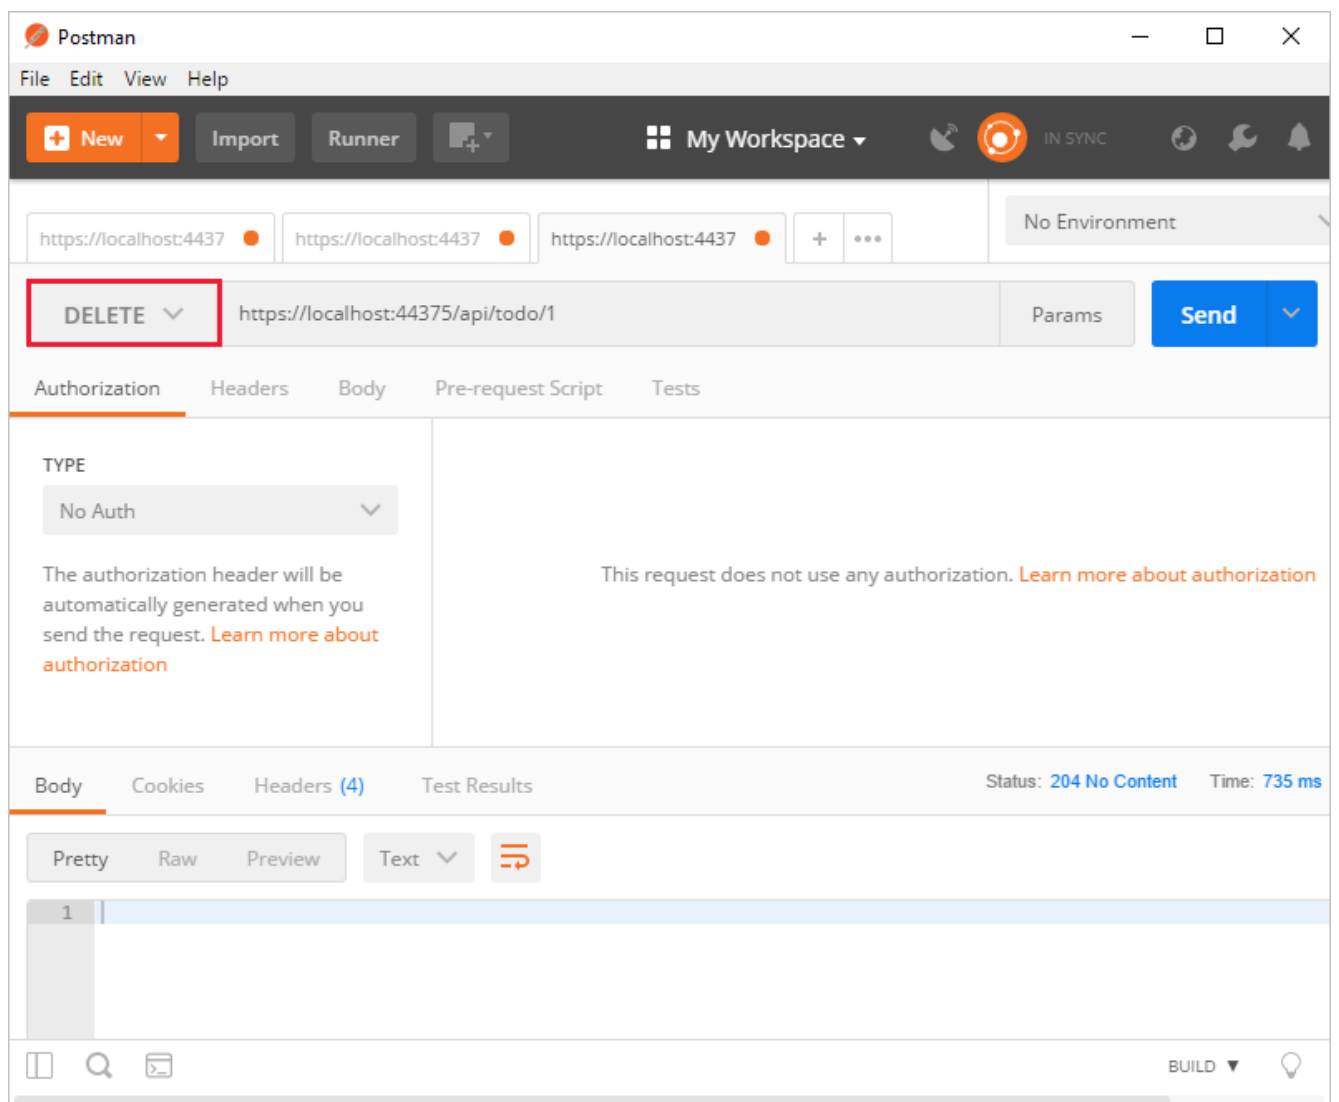 Postman
File Edit View Help
New Import Runner My Workspace IN SYNC
https://localhost:4437 https://localhost:4437 https://localhost:4437 + No Environment
DELETE https://localhost:44375/api/todo/1 Params Send
Authorization Headers Body Pre-request Script Tests
TYPE
No Auth
The authorization header will be
automatically generated when you
send the request. Learn more about
authorization
This request does not use any authorization. Learn more about authorization
Body Cookies Headers (4) Test Results Status: 204 No Content Time: 735 ms
Pretty Raw Preview Text
1
BUILD